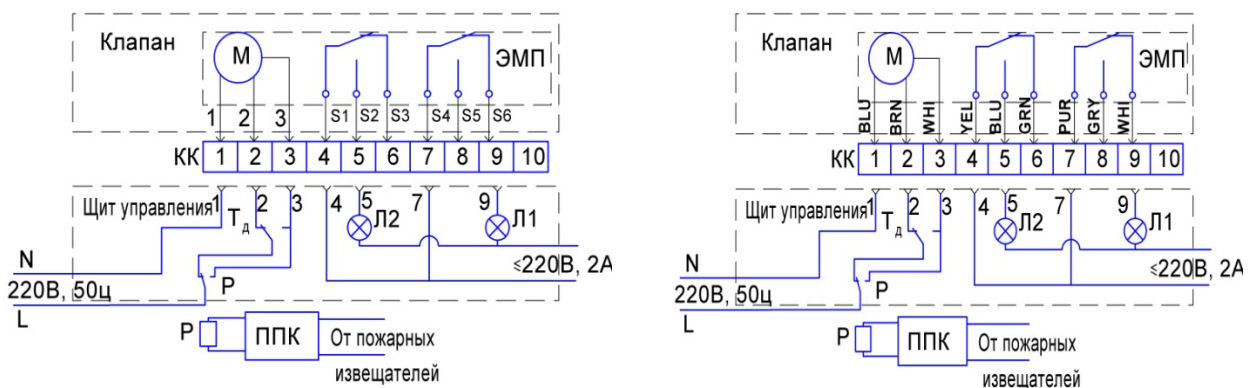 Клапан
М
ЭМП
1 2 3 S1 S2 S3 S4 S5 S6
КК 1 2 3 4 5 6 7 8 9 10
Щит управления 1 2 3 4 5 7 9
Тд Л2 Л1
N
≤220В, 2А
220В, 50ц Р
L
Р ППК От пожарных
извещателей
Клапан
М
ЭМП
BLU BRN WHI YEL BLU GRN PUR GRY WHI
КК 1 2 3 4 5 6 7 8 9 10
Щит управления 1 2 3 4 5 7 9
Тд Л2 Л1
N
≤220В, 2А
220В, 50ц Р
L
Р ППК От пожарных
извещателей